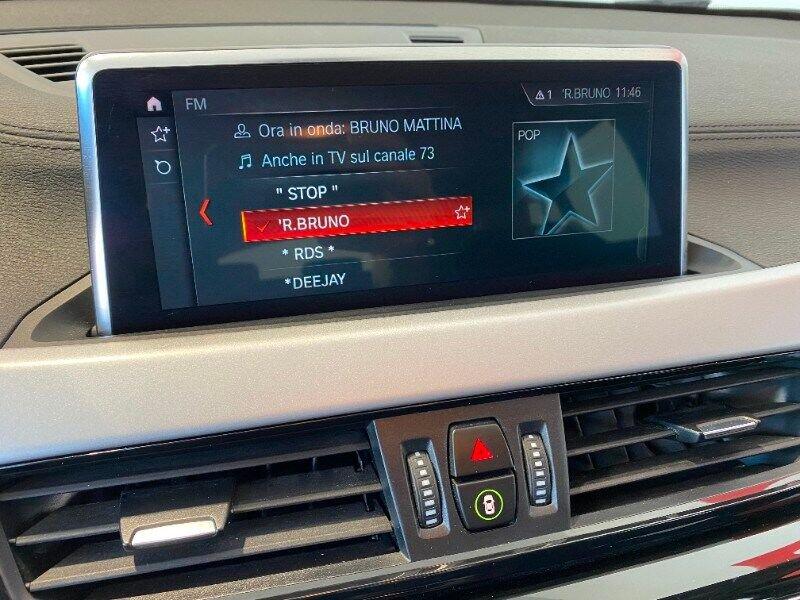 FM
1 'R.BRUNO 11:46
Ora in onda: BRUNO MATTINA
Anche in TV sul canale 73
POP
" STOP "
'R.BRUNO
* RDS *
*DEEJAY